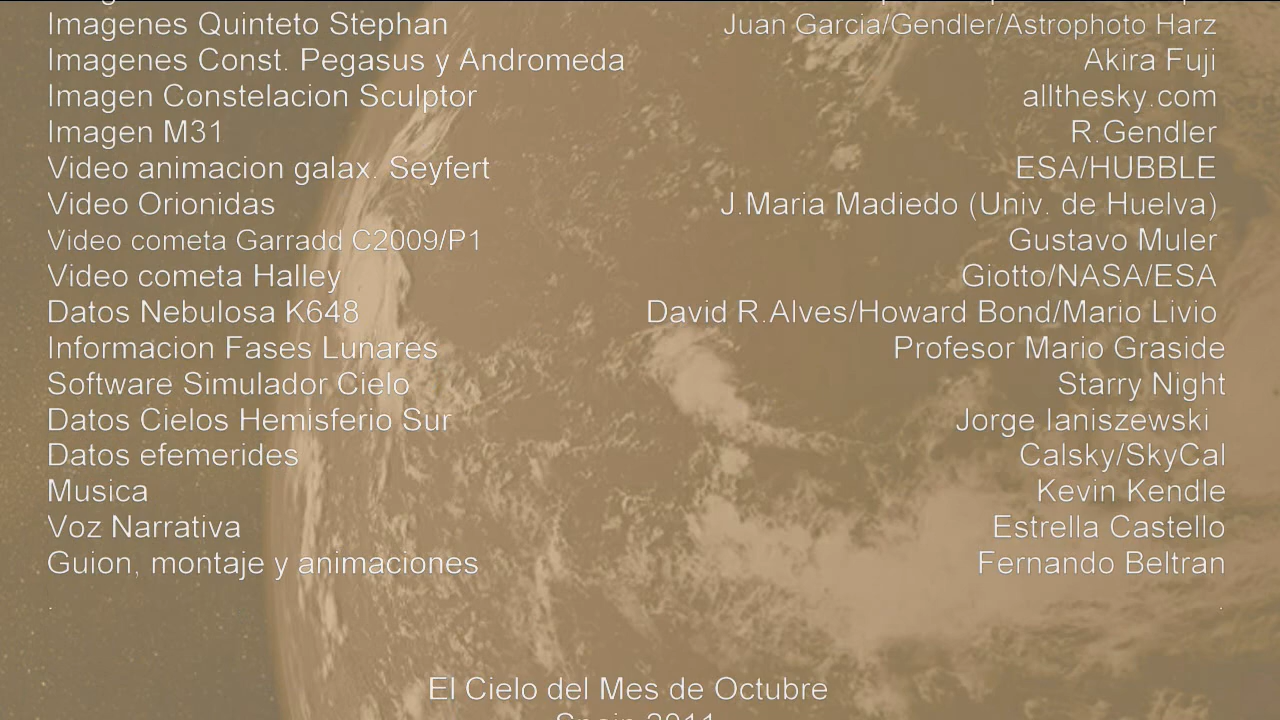 Imagenes Quinteto Stephan Juan Garcia/Gendler/Astrophoto Harz
Imagenes Const. Pegasus y Andromeda Akira Fuji
Imagen Constelacion Sculptor allthesky.com
Imagen M31 R.Gendler
Video animacion galax. Seyfert ESA/HUBBLE
Video Orionidas J.Maria Madiedo (Univ. de Huelva)
Video cometa Garradd C2009/P1 Gustavo Muler
Video cometa Halley Giotto/NASA/ESA
Datos Nebulosa K648 David R.Alves/Howard Bond/Mario Livio
Informacion Fases Lunares Profesor Mario Graside
Software Simulador Cielo Starry Night
Datos Cielos Hemisferio Sur Jorge Ianiszewski
Datos efemerides Calsky/SkyCal
Musica Kevin Kendle
Voz Narrativa Estrella Castello
Guion, montaje y animaciones Fernando Beltran
El Cielo del Mes de Octubre
Spain 2011